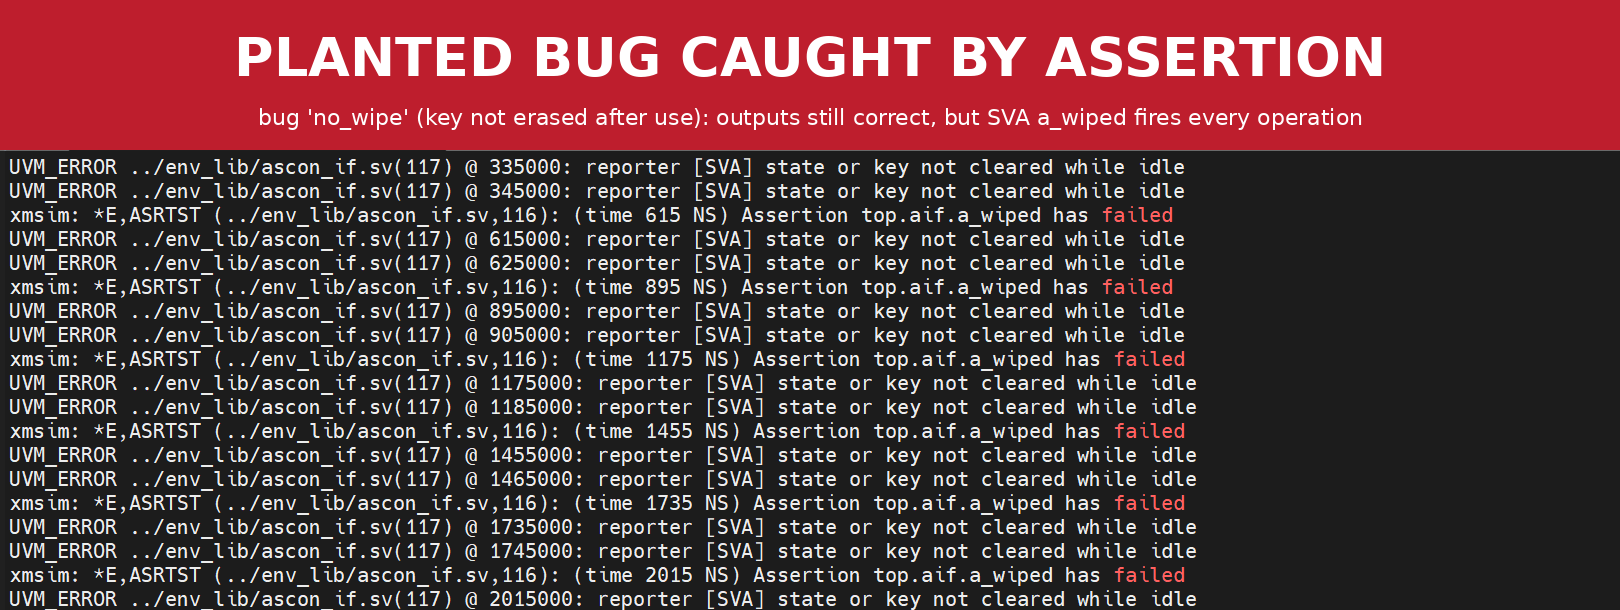 PLANTED BUG CAUGHT BY ASSERTION
bug 'no_wipe' (key not erased after use): outputs still correct, but SVA a_wiped fires every operation
UVM_ERROR ../env_lib/ascon_if.sv(117) @ 335000: reporter [SVA] state or key not cleared while idle
UVM_ERROR ../env_lib/ascon_if.sv(117) @ 345000: reporter [SVA] state or key not cleared while idle
xmsim: *E,ASRTST (../env_lib/ascon_if.sv,116): (time 615 NS) Assertion top.aif.a_wiped has failed
UVM_ERROR ../env_lib/ascon_if.sv(117) @ 615000: reporter [SVA] state or key not cleared while idle
UVM_ERROR ../env_lib/ascon_if.sv(117) @ 625000: reporter [SVA] state or key not cleared while idle
xmsim: *E,ASRTST (../env_lib/ascon_if.sv,116): (time 895 NS) Assertion top.aif.a_wiped has failed
UVM_ERROR ../env_lib/ascon_if.sv(117) @ 895000: reporter [SVA] state or key not cleared while idle
UVM_ERROR ../env_lib/ascon_if.sv(117) @ 905000: reporter [SVA] state or key not cleared while idle
xmsim: *E,ASRTST (../env_lib/ascon_if.sv,116): (time 1175 NS) Assertion top.aif.a_wiped has failed
UVM_ERROR ../env_lib/ascon_if.sv(117) @ 1175000: reporter [SVA] state or key not cleared while idle
UVM_ERROR ../env_lib/ascon_if.sv(117) @ 1185000: reporter [SVA] state or key not cleared while idle
xmsim: *E,ASRTST (../env_lib/ascon_if.sv,116): (time 1455 NS) Assertion top.aif.a_wiped has failed
UVM_ERROR ../env_lib/ascon_if.sv(117) @ 1455000: reporter [SVA] state or key not cleared while idle
UVM_ERROR ../env_lib/ascon_if.sv(117) @ 1465000: reporter [SVA] state or key not cleared while idle
xmsim: *E,ASRTST (../env_lib/ascon_if.sv,116): (time 1735 NS) Assertion top.aif.a_wiped has failed
UVM_ERROR ../env_lib/ascon_if.sv(117) @ 1735000: reporter [SVA] state or key not cleared while idle
UVM_ERROR ../env_lib/ascon_if.sv(117) @ 1745000: reporter [SVA] state or key not cleared while idle
xmsim: *E,ASRTST (../env_lib/ascon_if.sv,116): (time 2015 NS) Assertion top.aif.a_wiped has failed
UVM_ERROR ../env_lib/ascon_if.sv(117) @ 2015000: reporter [SVA] state or key not cleared while idle